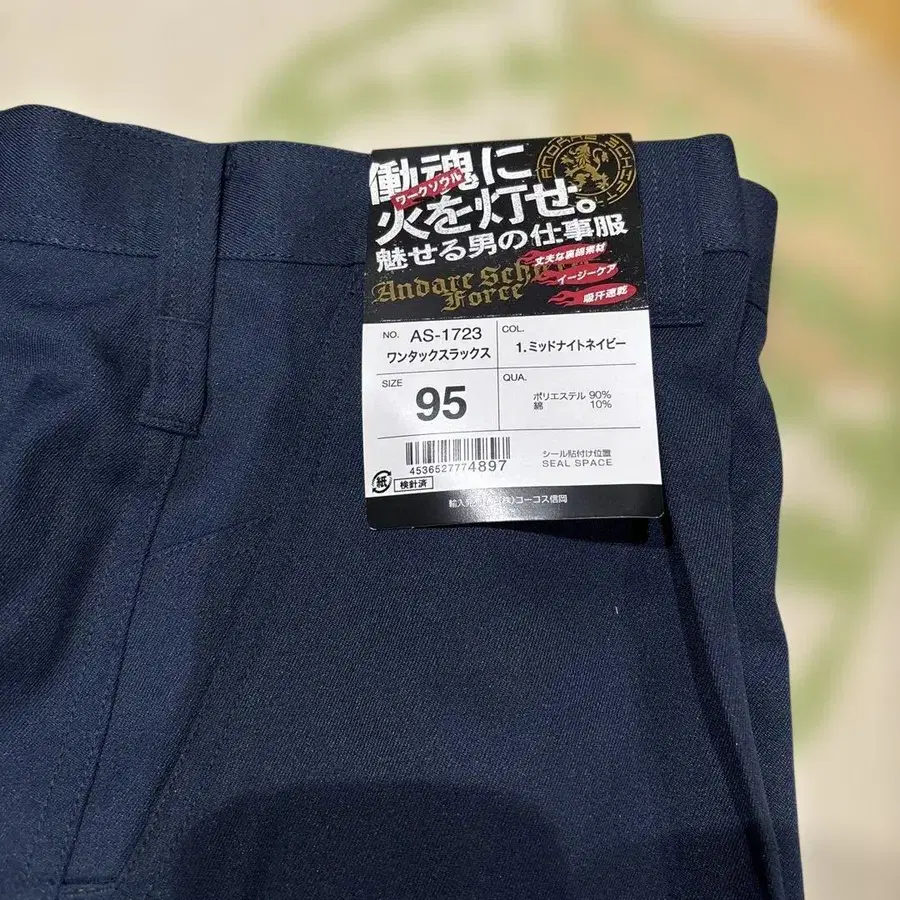 働魂に
ワークソウル
火を灯せ。
魅せる男の仕事服
丈夫な裏綿素材
イージーケア
吸汗速乾
Andare Schietti
Force
NO. AS-1723
ワンタックスラックス
COL.
1.ミッドナイトネイビー
SIZE
95
QUA.
ポリエステル 90%
綿 10%
4536527774897
シール貼付け位置
SEAL SPACE
紙
検針済
(株)コーコス信岡